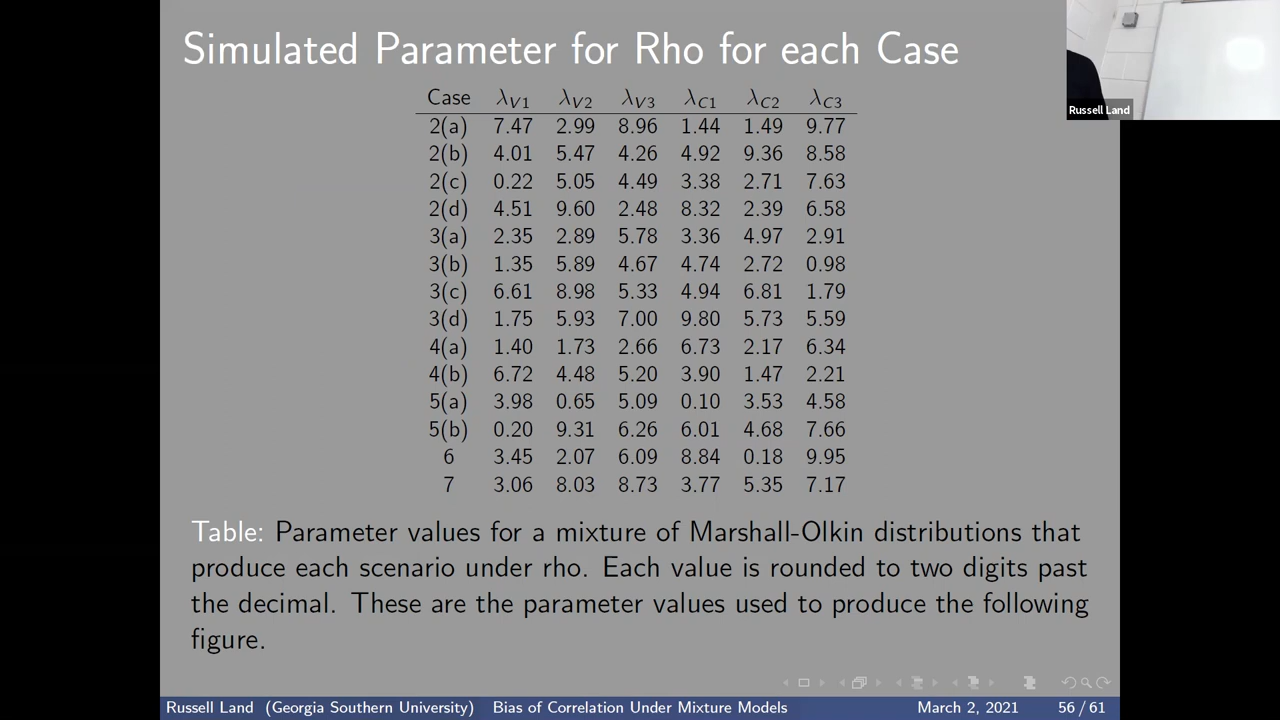 Simulated Parameter for Rho for each Case
Russell Land
Case λV1 λV2 λV3 λC1 λC2 λC3
2(a) 7.47 2.99 8.96 1.44 1.49 9.77
2(b) 4.01 5.47 4.26 4.92 9.36 8.58
2(c) 0.22 5.05 4.49 3.38 2.71 7.63
2(d) 4.51 9.60 2.48 8.32 2.39 6.58
3(a) 2.35 2.89 5.78 3.36 4.97 2.91
3(b) 1.35 5.89 4.67 4.74 2.72 0.98
3(c) 6.61 8.98 5.33 4.94 6.81 1.79
3(d) 1.75 5.93 7.00 9.80 5.73 5.59
4(a) 1.40 1.73 2.66 6.73 2.17 6.34
4(b) 6.72 4.48 5.20 3.90 1.47 2.21
5(a) 3.98 0.65 5.09 0.10 3.53 4.58
5(b) 0.20 9.31 6.26 6.01 4.68 7.66
6 3.45 2.07 6.09 8.84 0.18 9.95
7 3.06 8.03 8.73 3.77 5.35 7.17
Table: Parameter values for a mixture of Marshall-Olkin distributions that
produce each scenario under rho. Each value is rounded to two digits past
the decimal. These are the parameter values used to produce the following
figure.
Russell Land (Georgia Southern University) Bias of Correlation Under Mixture Models March 2, 2021 56 / 61